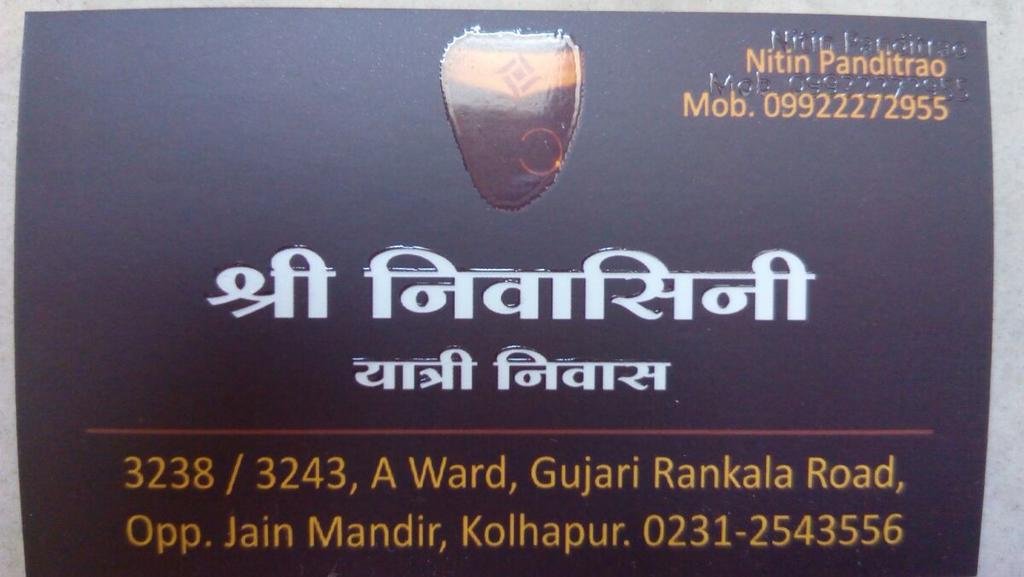 Nitin Panditrao
Mob. 09922272955
श्री निवासिनी
यात्री निवास
3238 / 3243, A Ward, Gujari Rankala Road,
Opp. Jain Mandir, Kolhapur. 0231-2543556